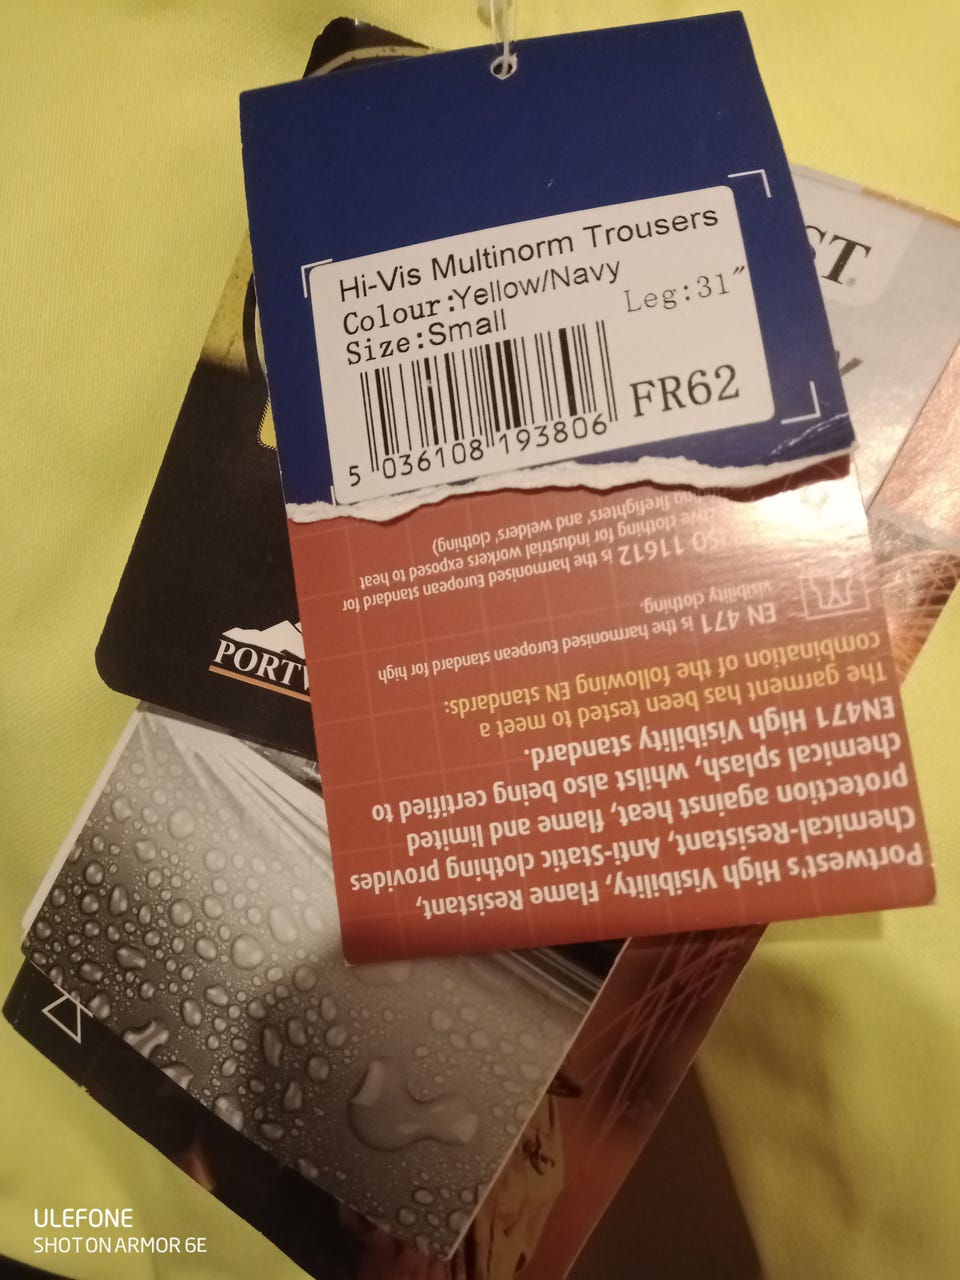 Hi-Vis Multinorm Trousers
Colour:Yellow/Navy
Size:Small
Leg:31"
FR62
5 036108 193806
ST®
PORTW
Portwest's High Visibility, Flame Resistant,
Chemical-Resistant, Anti-Static clothing provides
protection against heat, flame and limited
chemical splash, whilst also being certified to
EN471 High Visibility standard.
The garment has been tested to meet a
combination of the following EN standards:
EN 471 is the harmonised European standard for high
visibility clothing.
ISO 11612 is the harmonised European standard for
clothing for industrial workers exposed to heat
firefighters' and welders' clothing)
ULEFONE
SHOT ON ARMOR 6E